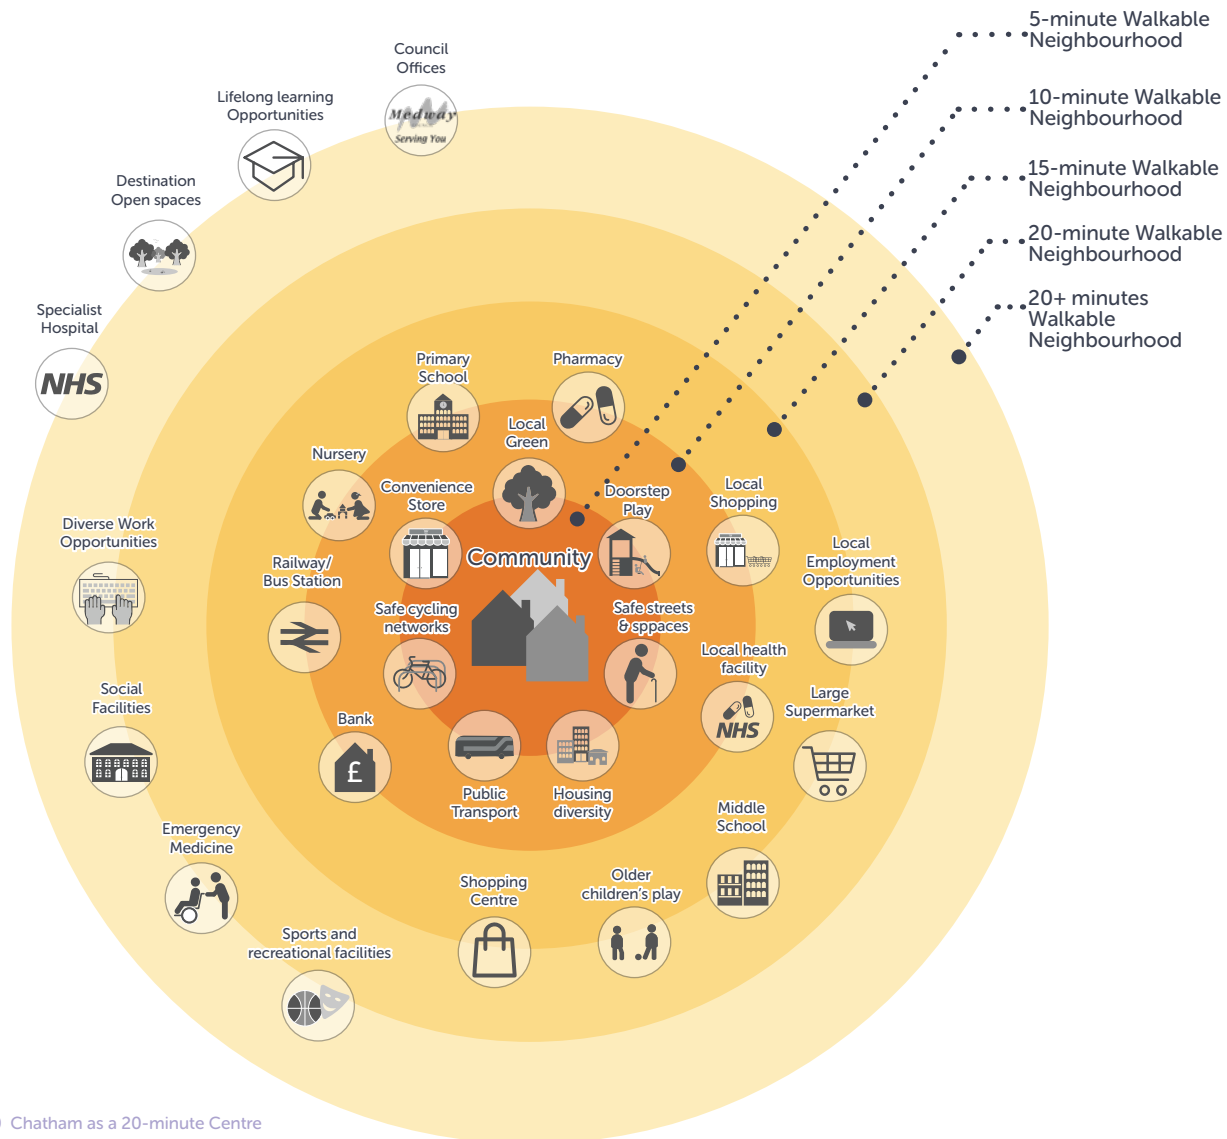 5-minute Walkable
Neighbourhood
10-minute Walkable
Neighbourhood
15-minute Walkable
Neighbourhood
20-minute Walkable
Neighbourhood
20+ minutes
Walkable
Neighbourhood
Council
Offices
Medway
Serving You
Lifelong learning
Opportunities
Destination
Open spaces
Specialist
Hospital
NHS
Primary
School
Pharmacy
Local
Green
Nursery
Convenience
Store
Doorstep
Play
Local
Shopping
Diverse Work
Opportunities
Community
Railway/
Bus Station
Local
Employment
Opportunities
Safe cycling
networks
Safe streets
& sppaces
Local health
facility
NHS
Social
Facilities
Large
Supermarket
Bank
£
Public
Transport
Housing
diversity
Middle
School
Emergency
Medicine
Shopping
Centre
Older
children's play
Sports and
recreational facilities
Chatham as a 20-minute Centre